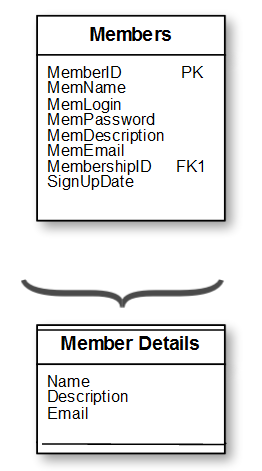 Members
MemberID PK
MemName
MemLogin
MemPassword
MemDescription
MemEmail
MembershipID FK1
SignUpDate
Member Details
Name
Description
Email